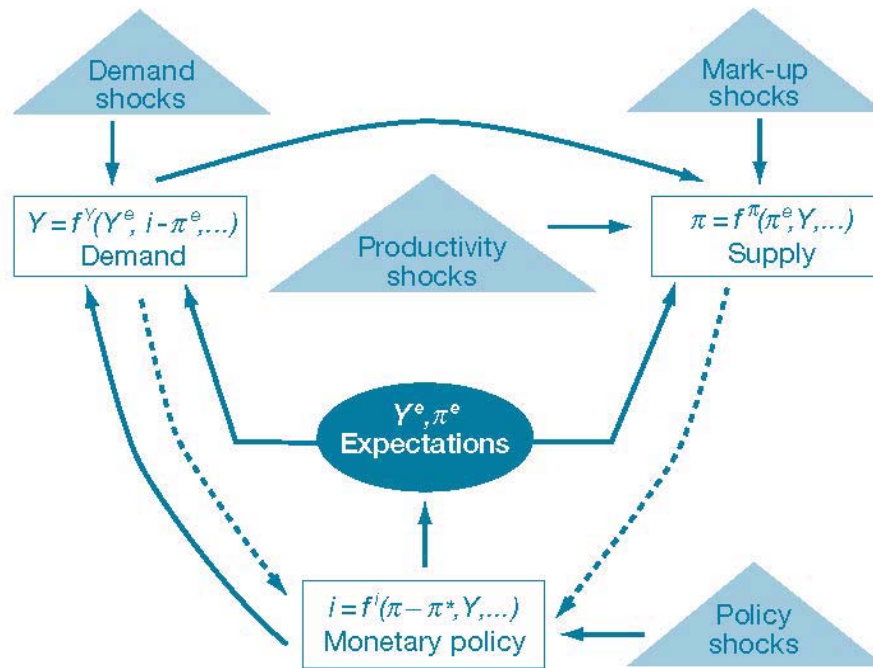 Demand
shocks
Mark-up
shocks
Y = f^Y(Y^e, i - π^e,...)
Demand
Productivity
shocks
π = f^π(π^e, Y,...)
Supply
Y^e, π^e
Expectations
i = f^i(π − π*, Y,...)
Monetary policy
Policy
shocks